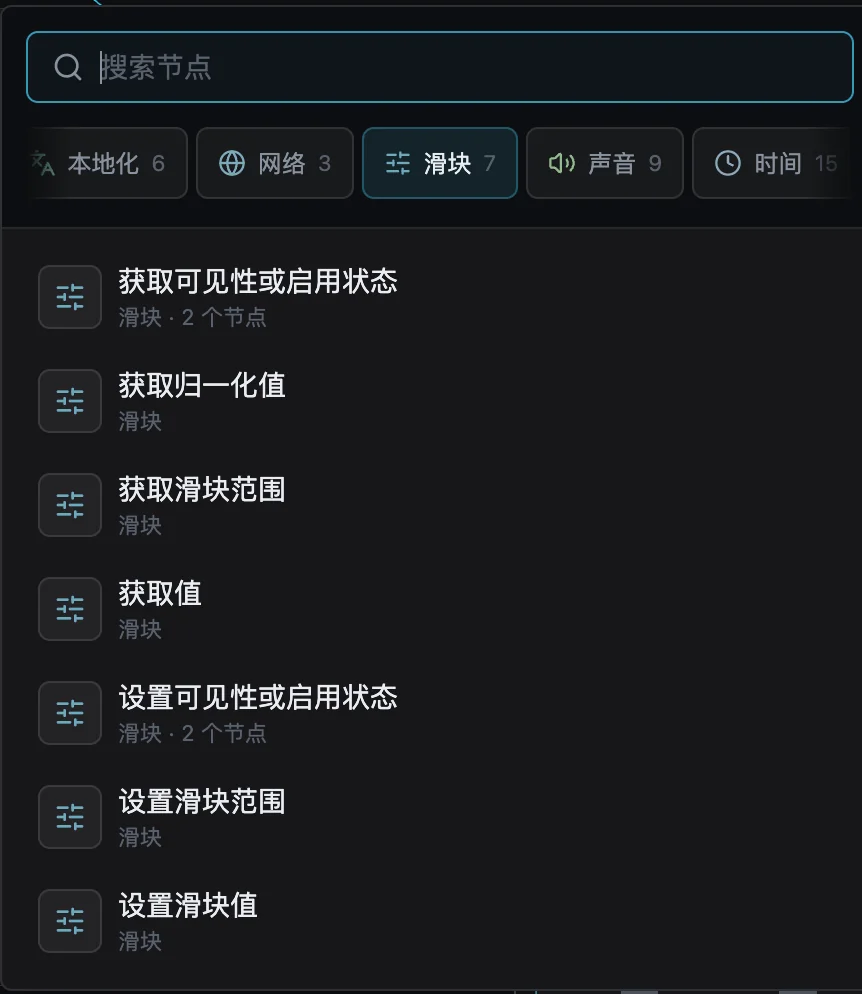 搜索节点
本地化 6 网络 3 滑块 7 声音 9 时间 15
获取可见性或启用状态
滑块 · 2 个节点
获取归一化值
滑块
获取滑块范围
滑块
获取值
滑块
设置可见性或启用状态
滑块 · 2 个节点
设置滑块范围
滑块
设置滑块值
滑块